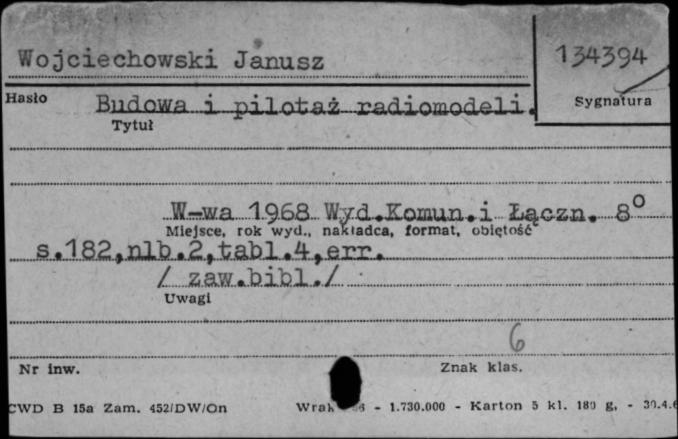 Wojciechowski Janusz
134394
Hasło
Sygnatura
Budowa i pilotaż radiomodeli.
Tytuł
W-wa 1968 Wyd.Komun.i Łączn. 8°
Miejsce, rok wyd., nakładca, format, objętość
s.182,nlb.2,tabl.4,err.
/ zaw.bibl./
Uwagi
6
Nr inw.
Znak klas.
CWD B 15a Zam. 452/DW/On - 1.730.000 - Karton 5 kl. 180 g. -